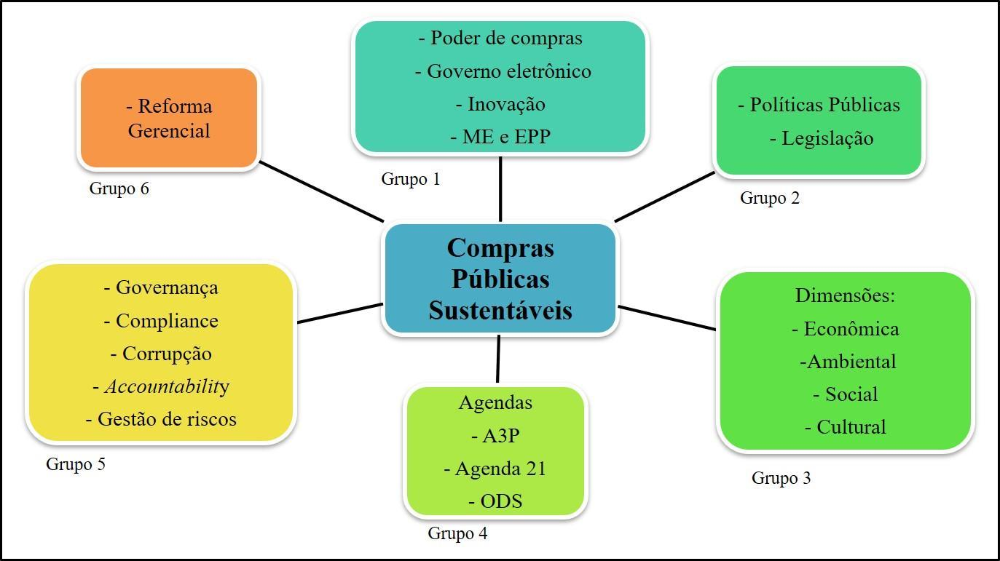 - Poder de compras
- Governo eletrônico
- Inovação
- ME e EPP
Grupo 1
- Políticas Públicas
- Legislação
Grupo 2
Dimensões:
- Econômica
-Ambiental
- Social
- Cultural
Grupo 3
Agendas
- A3P
- Agenda 21
- ODS
Grupo 4
- Governança
- Compliance
- Corrupção
- Accountability
- Gestão de riscos
Grupo 5
- Reforma
Gerencial
Grupo 6
Compras
Públicas
Sustentáveis